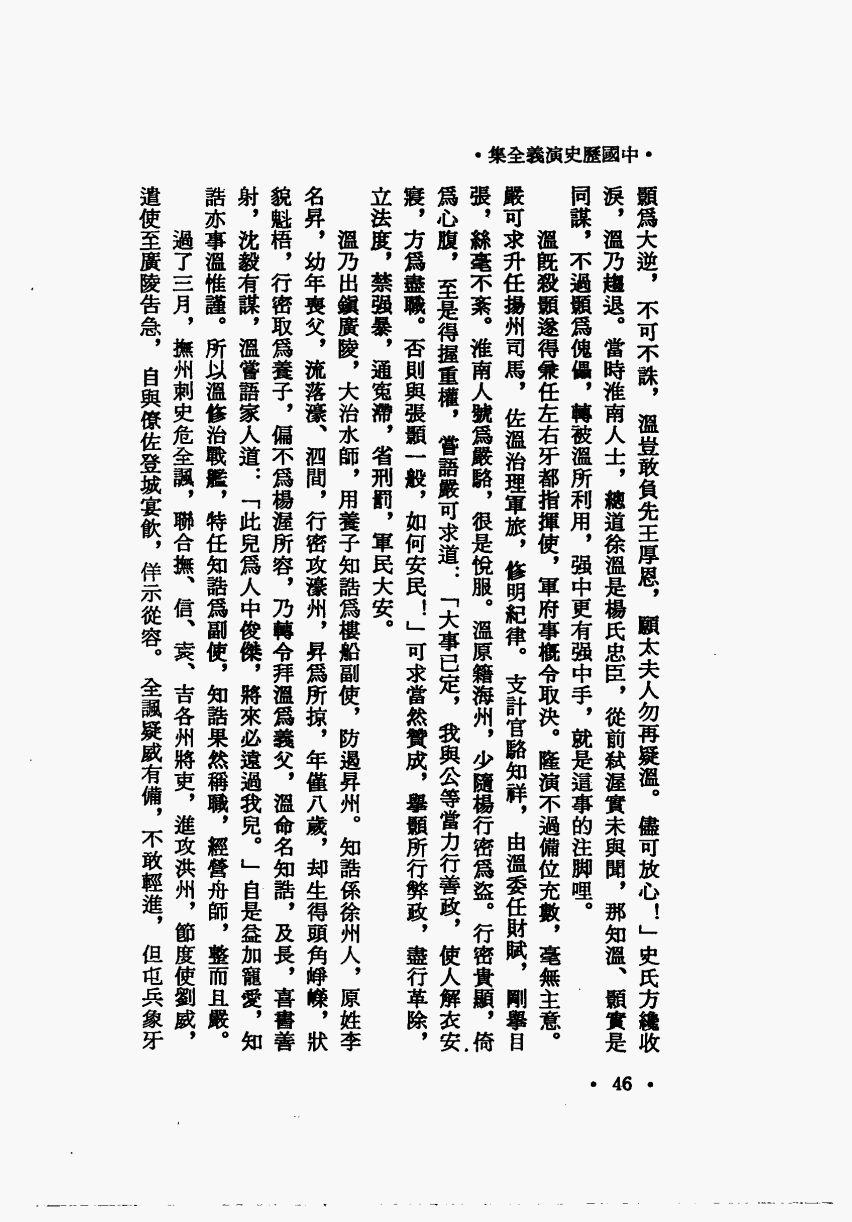 ·中國歷史演義全集·
顥爲大逆，不可不誅，溫豈敢負先王厚恩，願太夫人勿再疑溫。儘可放心！」史氏方纔收
淚，溫乃趨退。當時淮南人士，總道徐溫是楊氏忠臣，從前弒渥實未與聞，那知溫、顥實是
同謀，不過顥爲傀儡，轉被溫所利用，强中更有强中手，就是這事的注脚哩。
溫旣殺顥遂得兼任左右牙都指揮使，軍府事概令取決。隆演不過備位充數，毫無主意。
嚴可求升任揚州司馬，佐溫治理軍旅，修明紀律。支計官駱知祥，由溫委任財賦，剛舉目
張，絲毫不紊。淮南人號爲嚴駱，很是悅服。溫原籍海州，少隨楊行密爲盜。行密貴顯，倚
爲心腹，至是得握重權，嘗語嚴可求道：「大事已定，我與公等當力行善政，使人解衣安
寢，方爲盡職。否則與張顥一般，如何安民！」可求當然贊成，舉顥所行弊政，盡行革除，
立法度，禁强暴，通寃滯，省刑罰，軍民大安。
溫乃出鎭廣陵，大治水師，用養子知誥爲樓船副使，防遏昇州。知誥係徐州人，原姓李
名昇，幼年喪父，流落濠、泗間，行密攻濠州，昇爲所掠，年僅八歲，却生得頭角崢嶸，狀
貌魁梧，行密取爲養子，偏不爲楊渥所容，乃轉令拜溫爲義父，溫命名知誥，及長，喜書善
射，沈毅有謀，溫嘗語家人道：「此兒爲人中俊傑，將來必遠過我兒。」自是益加寵愛，知
誥亦事溫惟謹。所以溫修治戰艦，特任知誥爲副使，知誥果然稱職，經營舟師，整而且嚴。
過了三月，撫州刺史危全諷，聯合撫、信、袁、吉各州將吏，進攻洪州，節度使劉威，
遣使至廣陵告急，自與僚佐登城宴飲，佯示從容。全諷疑威有備，不敢輕進，但屯兵象牙
·46·